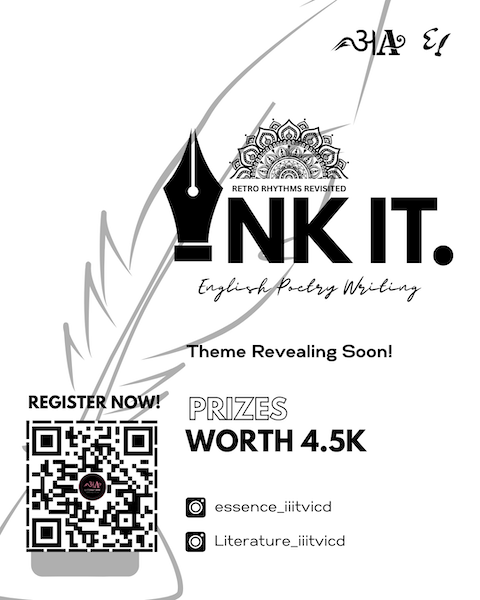 अA
RETRO RHYTHMS REVISITED
INK IT.
English Poetry Writing
Theme Revealing Soon!
REGISTER NOW!
PRIZES
WORTH 4.5K
essence_iiitvicd
Literature_iiitvicd